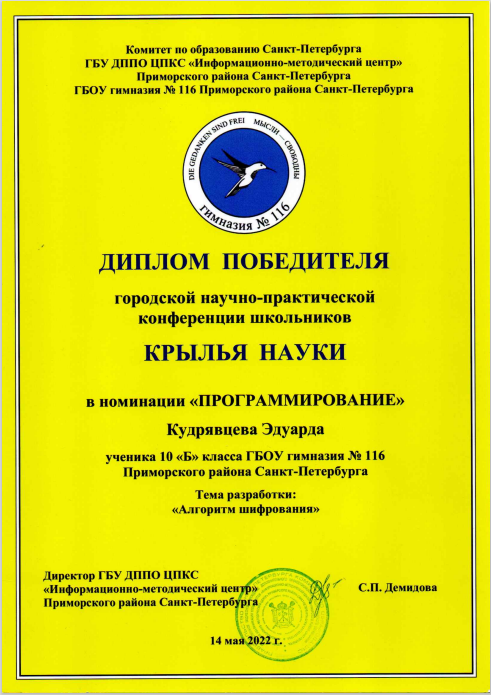 Комитет по образованию Санкт-Петербурга
ГБУ ДППО ЦПКС «Информационно-методический центр»
Приморского района Санкт-Петербурга
ГБОУ гимназия № 116 Приморского района Санкт-Петербурга
DIE GEDANKEN SIND FREI МЫСЛИ — СВОБОДНЫ
гимназия № 116
ДИПЛОМ ПОБЕДИТЕЛЯ
городской научно-практической
конференции школьников
КРЫЛЬЯ НАУКИ
в номинации «ПРОГРАММИРОВАНИЕ»
Кудрявцева Эдуарда
ученика 10 «Б» класса ГБОУ гимназия № 116
Приморского района Санкт-Петербурга
Тема разработки:
«Алгоритм шифрования»
Директор ГБУ ДППО ЦПКС
«Информационно-методический центр»
Приморского района Санкт-Петербурга
С.П. Демидова
14 мая 2022 г.